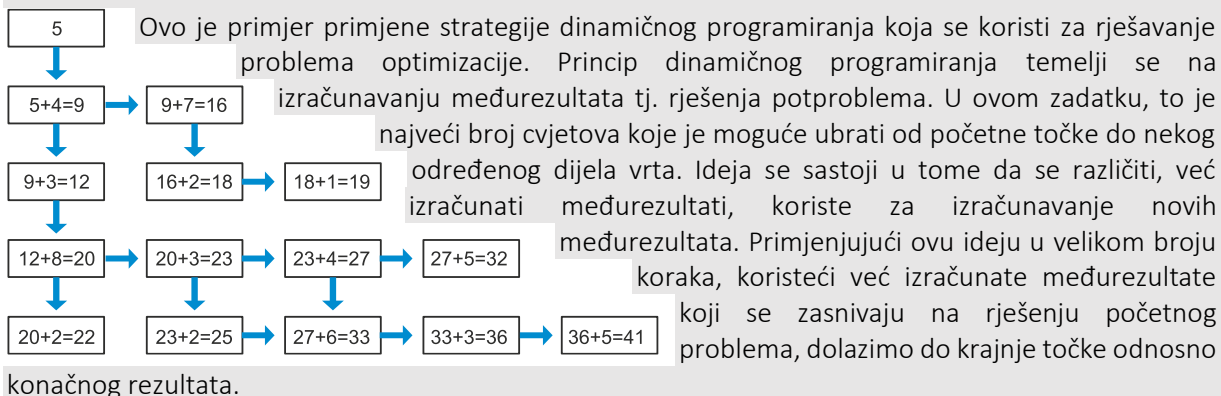 5
Ovo je primjer primjene strategije dinamičnog programiranja koja se koristi za rješavanje
problema optimizacije. Princip dinamičnog programiranja temelji se na
5+4=9 9+7=16
izračunavanju međurezultata tj. rješenja potproblema. U ovom zadatku, to je
najveći broj cvjetova koje je moguće ubrati od početne točke do nekog
9+3=12 16+2=18 18+1=19
određenog dijela vrta. Ideja se sastoji u tome da se različiti, već
izračunati međurezultati, koriste za izračunavanje novih
12+8=20 20+3=23 23+4=27 27+5=32
međurezultata. Primjenjujući ovu ideju u velikom broju
koraka, koristeći već izračunate međurezultate
20+2=22 23+2=25 27+6=33 33+3=36 36+5=41
koji se zasnivaju na rješenju početnog
problema, dolazimo do krajnje točke odnosno
konačnog rezultata.